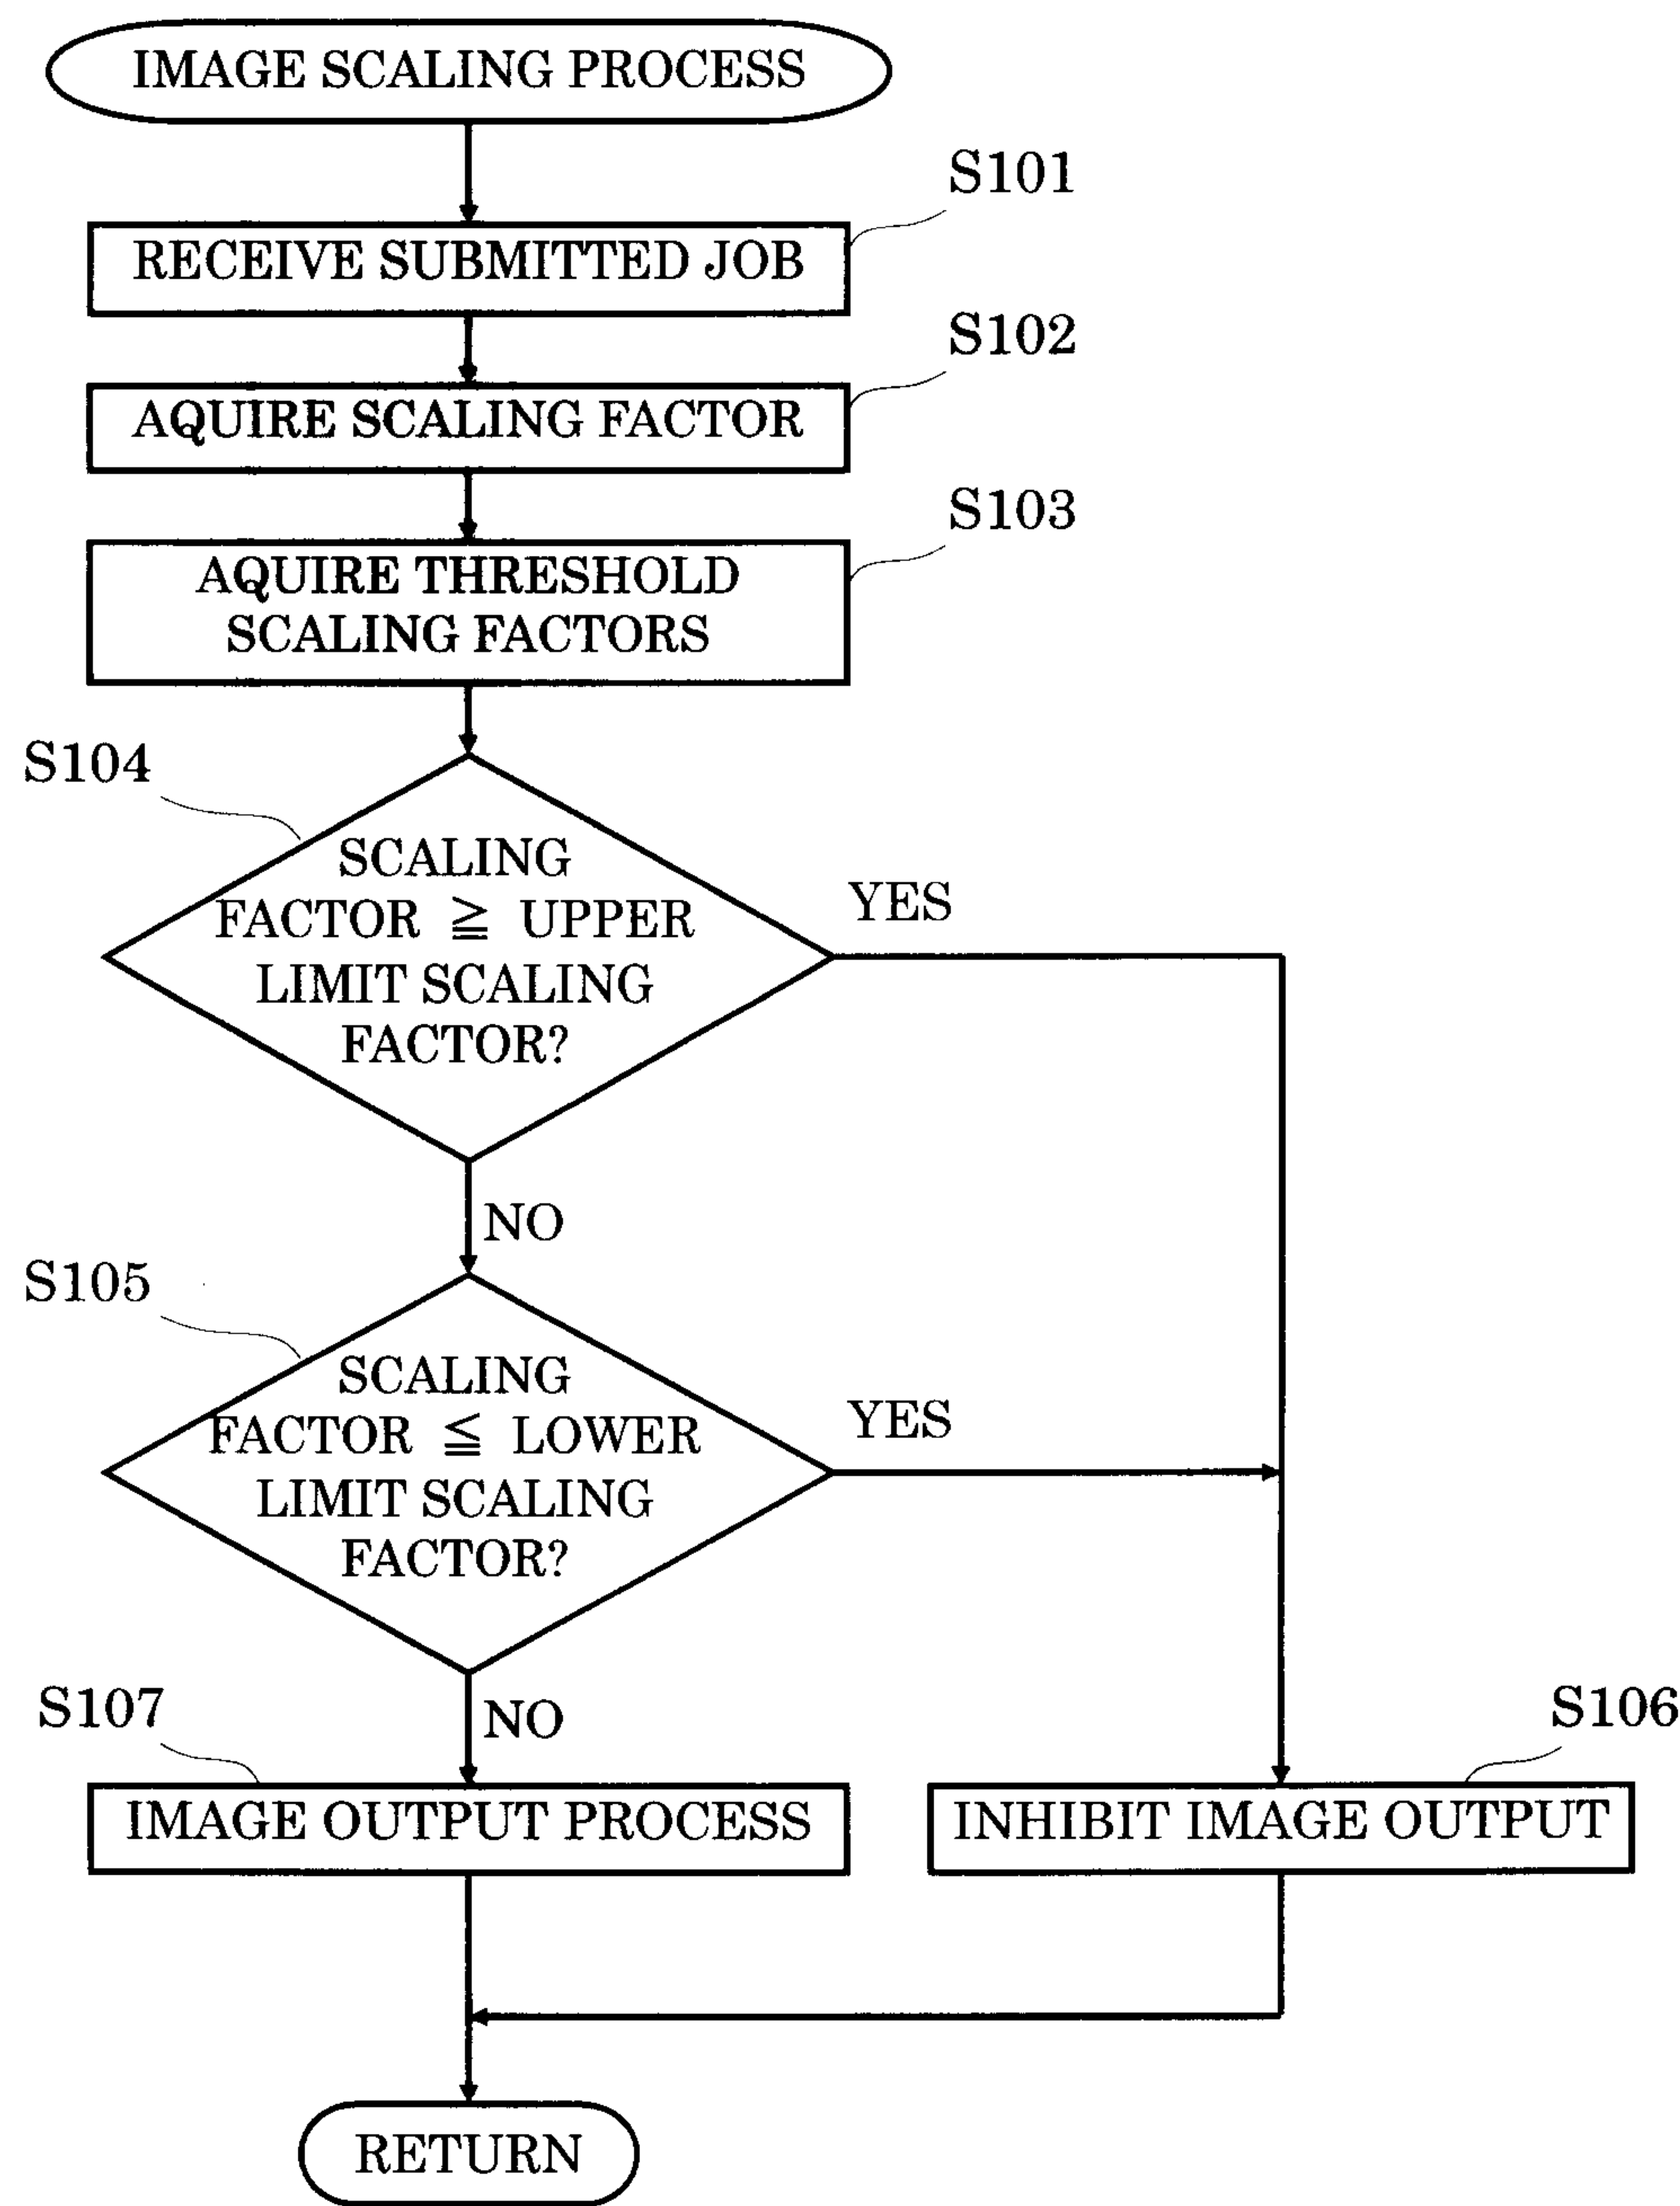 IMAGE SCALING PROCESS
S101
RECEIVE SUBMITTED JOB
S102
AQUIRE SCALING FACTOR
S103
AQUIRE THRESHOLD
SCALING FACTORS
S104
SCALING
FACTOR ≧ UPPER
LIMIT SCALING
FACTOR?
YES
NO
S105
SCALING
FACTOR ≦ LOWER
LIMIT SCALING
FACTOR?
YES
NO
S107
IMAGE OUTPUT PROCESS
S106
INHIBIT IMAGE OUTPUT
RETURN